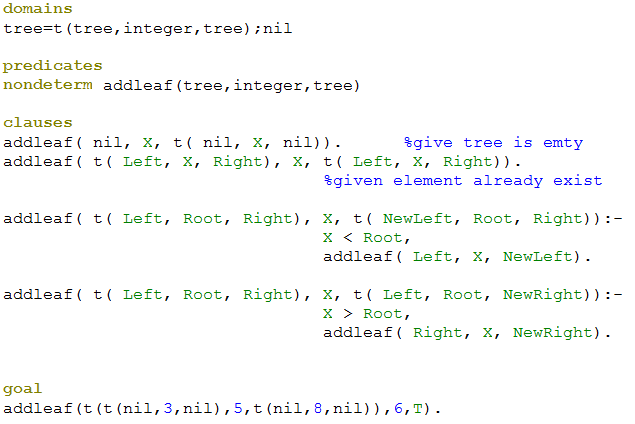 domains
tree=t(tree,integer,tree);nil
predicates
nondeterm addleaf(tree,integer,tree)
clauses
addleaf( nil, X, t( nil, X, nil)). %give tree is emty
addleaf( t( Left, X, Right), X, t( Left, X, Right)).
%given element already exist
addleaf( t( Left, Root, Right), X, t( NewLeft, Root, Right)):-
X < Root,
addleaf( Left, X, NewLeft).
addleaf( t( Left, Root, Right), X, t( Left, Root, NewRight)):-
X > Root,
addleaf( Right, X, NewRight).
goal
addleaf(t(t(nil,3,nil),5,t(nil,8,nil)),6,T).